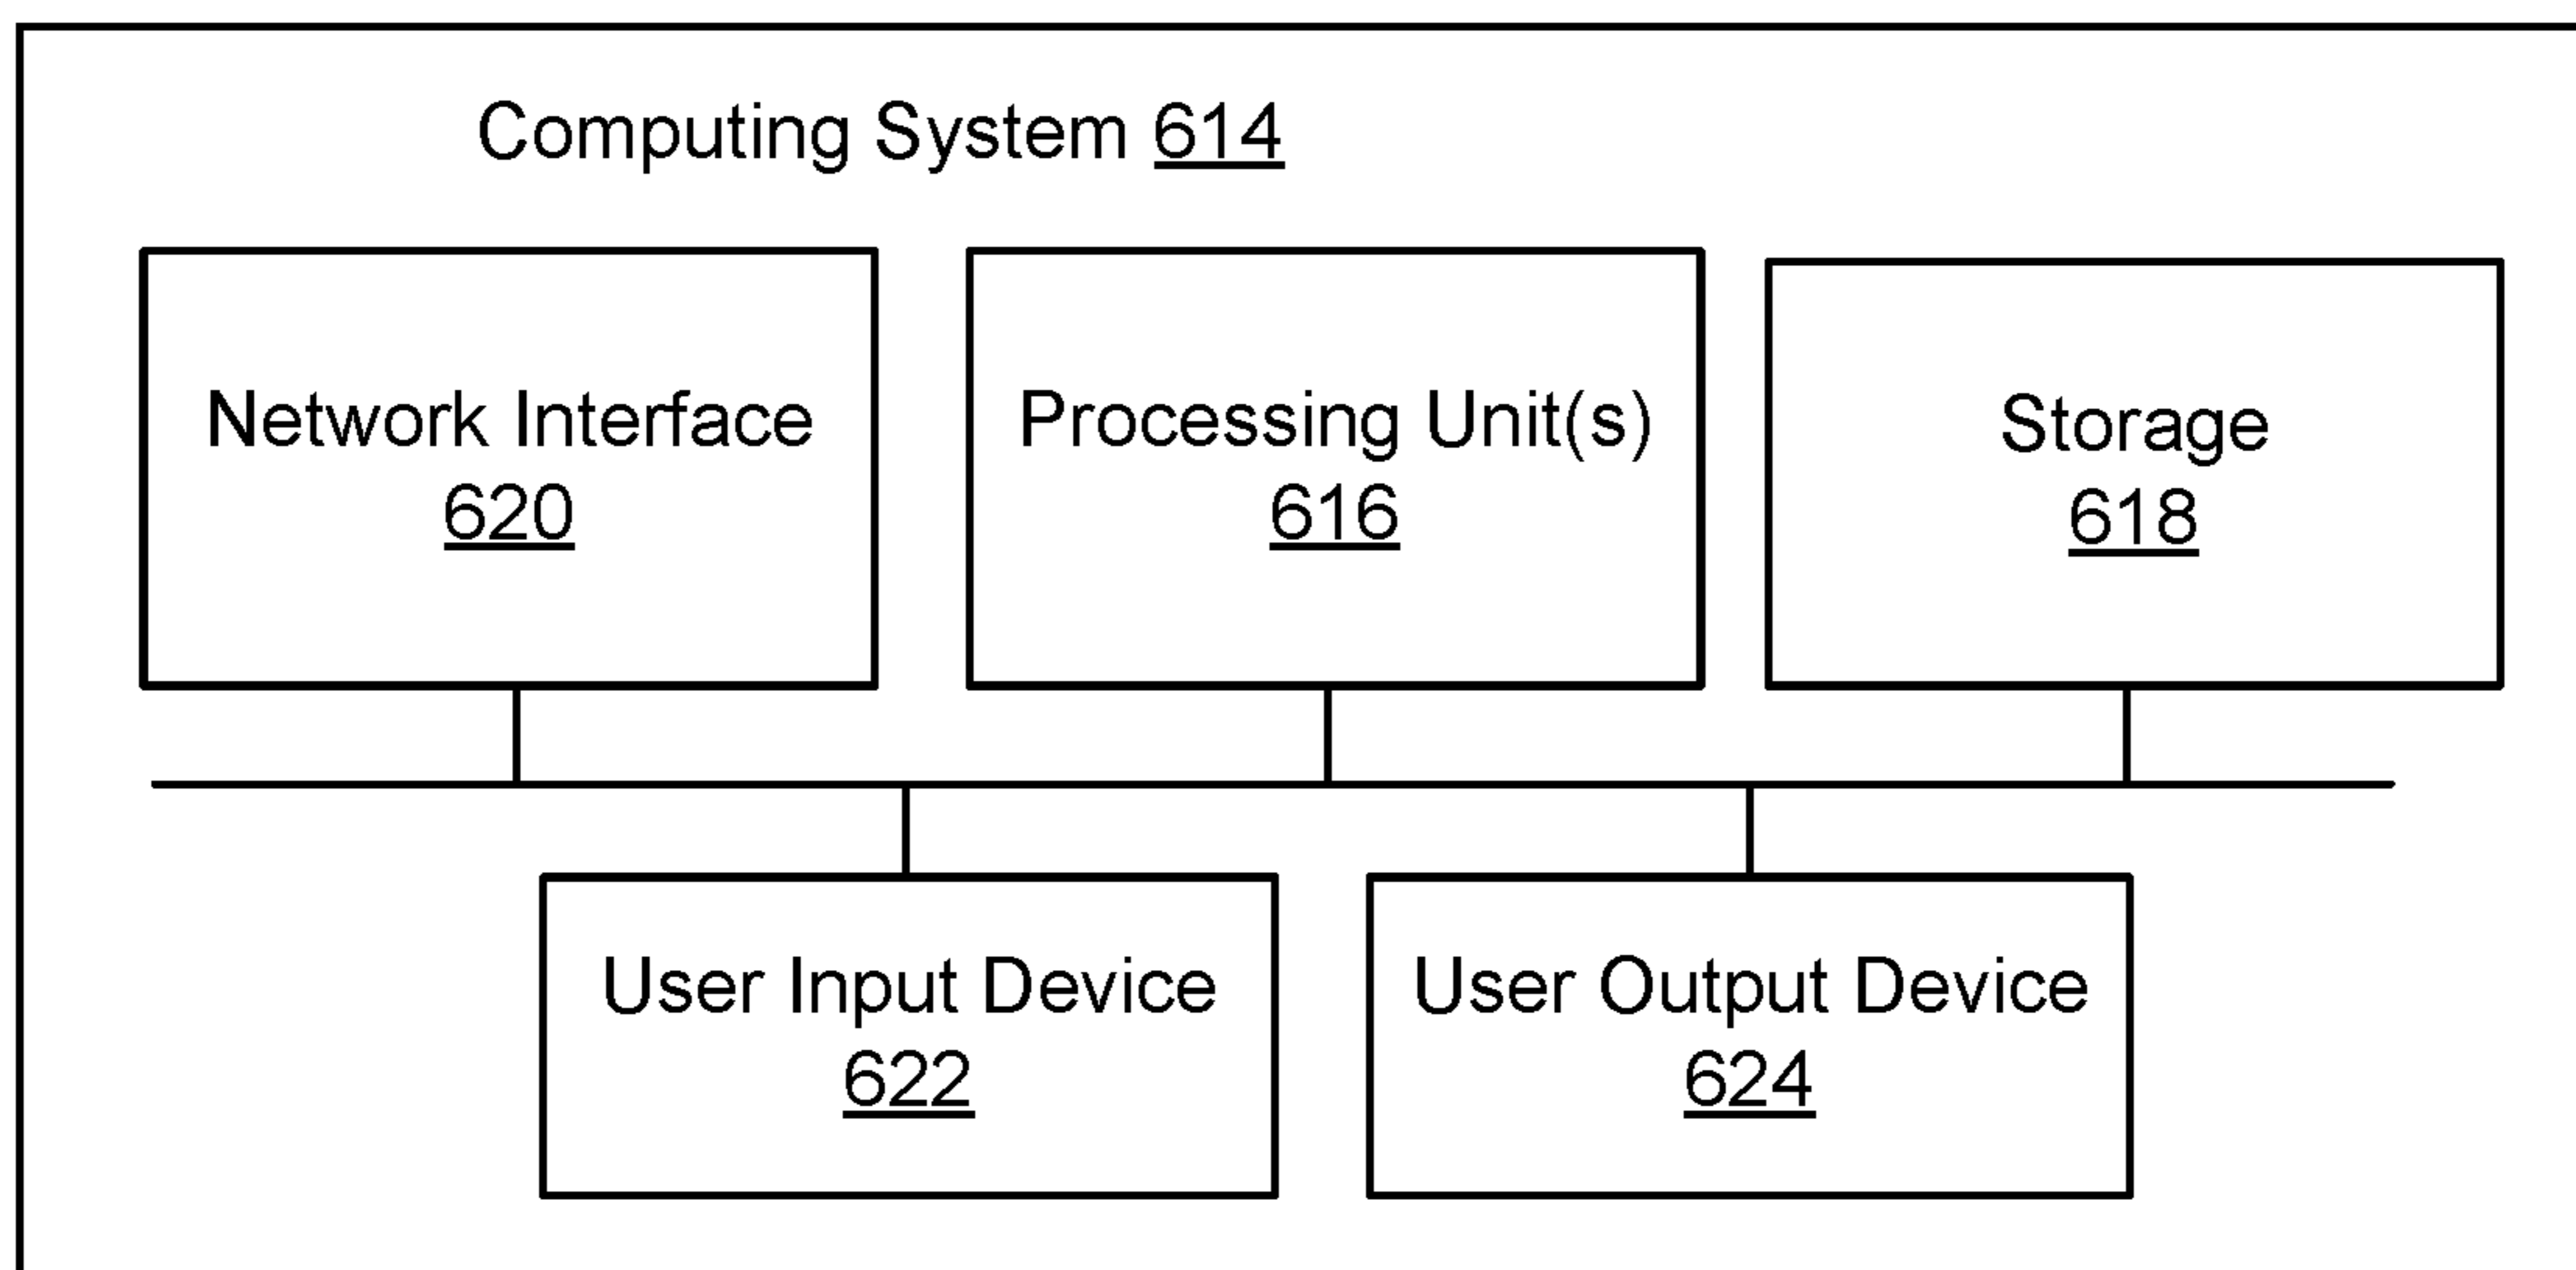 Computing System 614
Network Interface
620
Processing Unit(s)
616
Storage
618
User Input Device
622
User Output Device
624